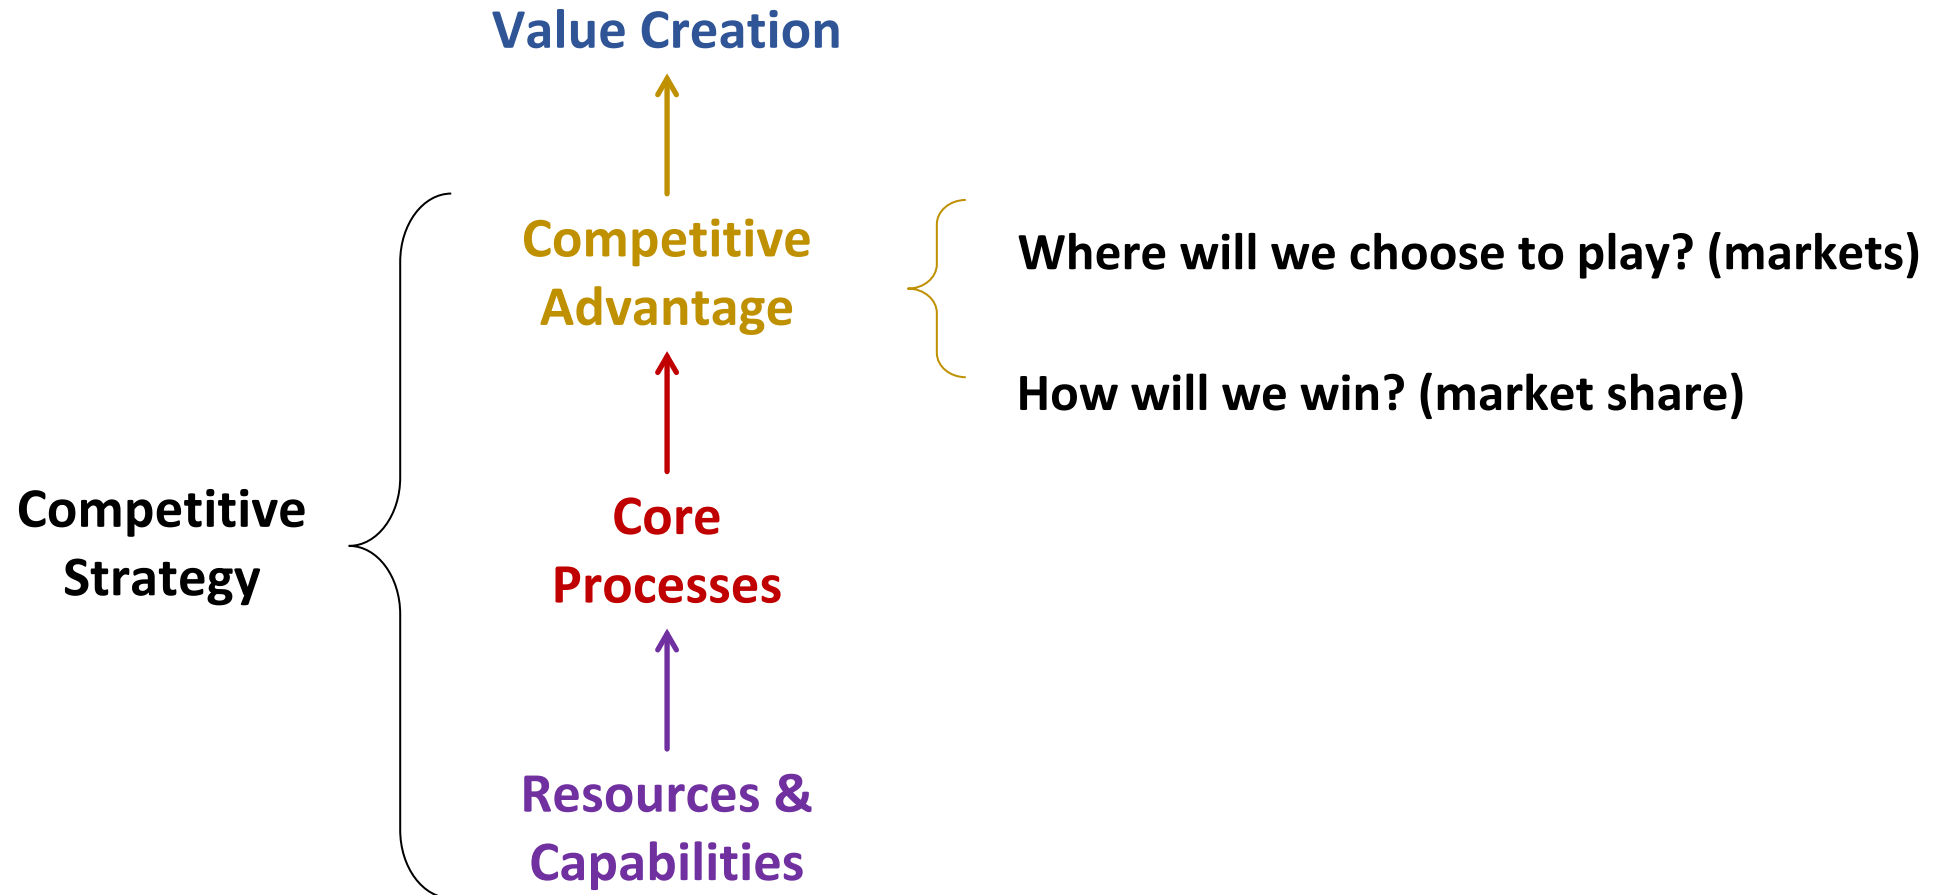 Value Creation
Competitive
Advantage
Where will we choose to play? (markets)
How will we win? (market share)
Competitive
Strategy
Core
Processes
Resources &
Capabilities